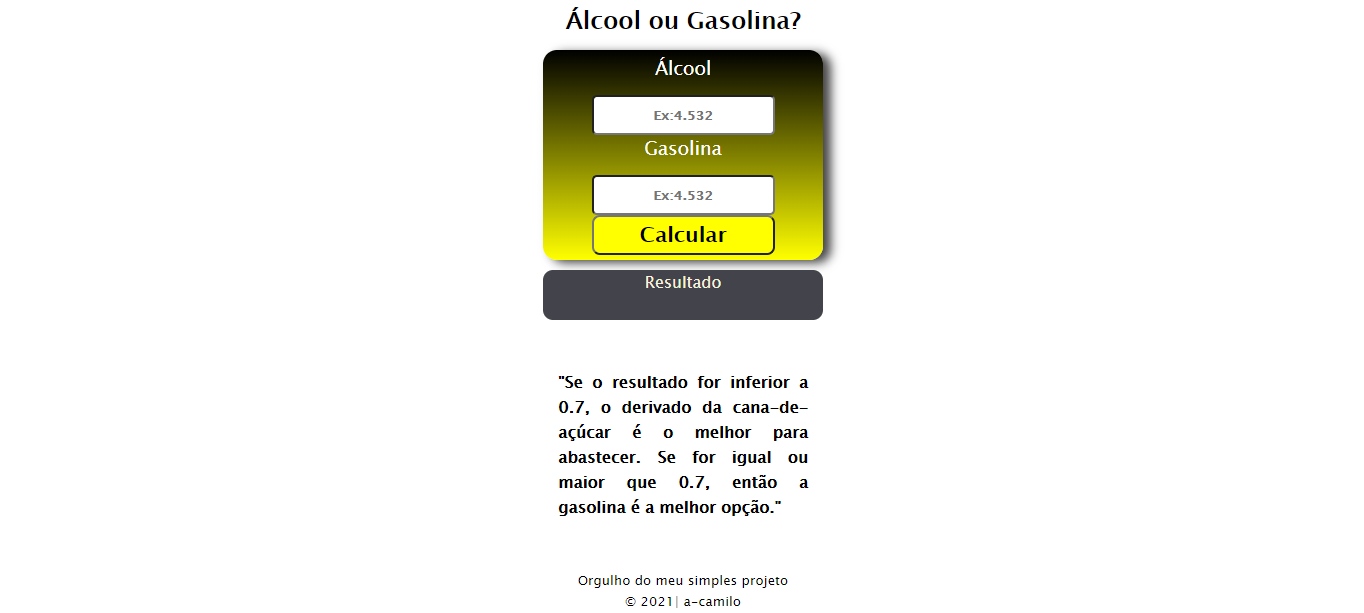 Álcool ou Gasolina?
Álcool
Ex:4.532
Gasolina
Ex:4.532
Calcular
Resultado
"Se o resultado for inferior a
0.7, o derivado da cana-de-
açúcar é o melhor para
abastecer. Se for igual ou
maior que 0.7, então a
gasolina é a melhor opção."
Orgulho do meu simples projeto
© 2021| a-camilo